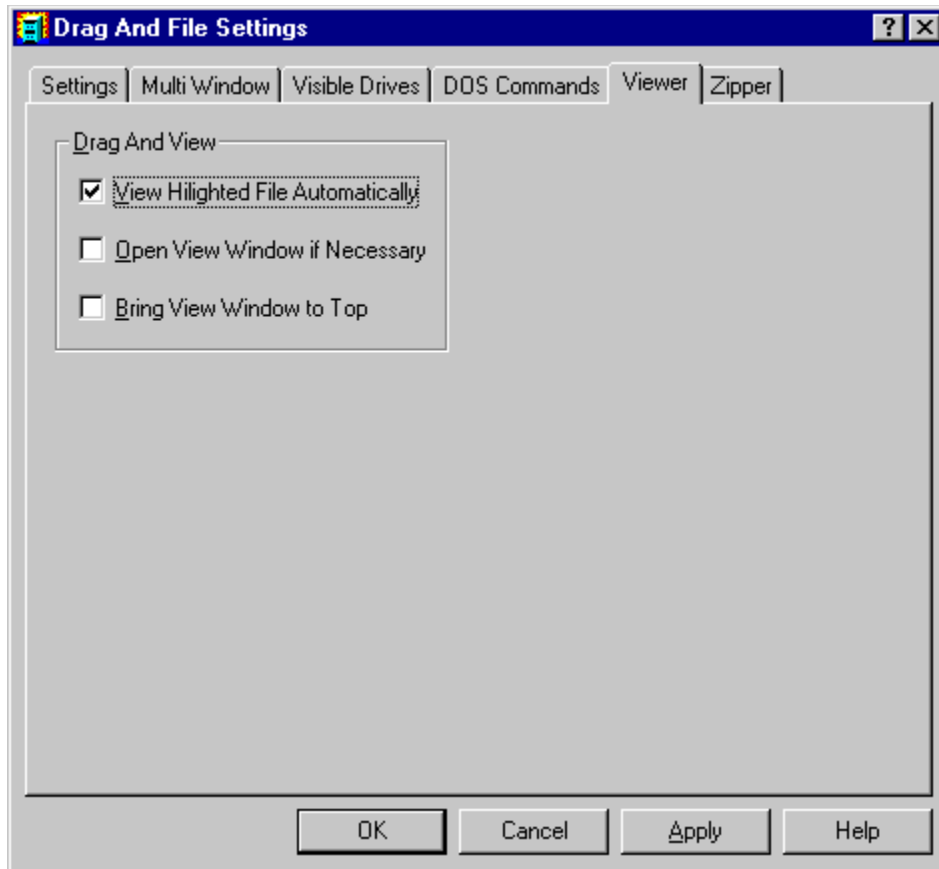 Drag And File Settings
Settings Multi Window Visible Drives DOS Commands Viewer Zipper
Drag And View
View Hilighted File Automatically
Open View Window if Necessary
Bring View Window to Top
OK Cancel Apply Help